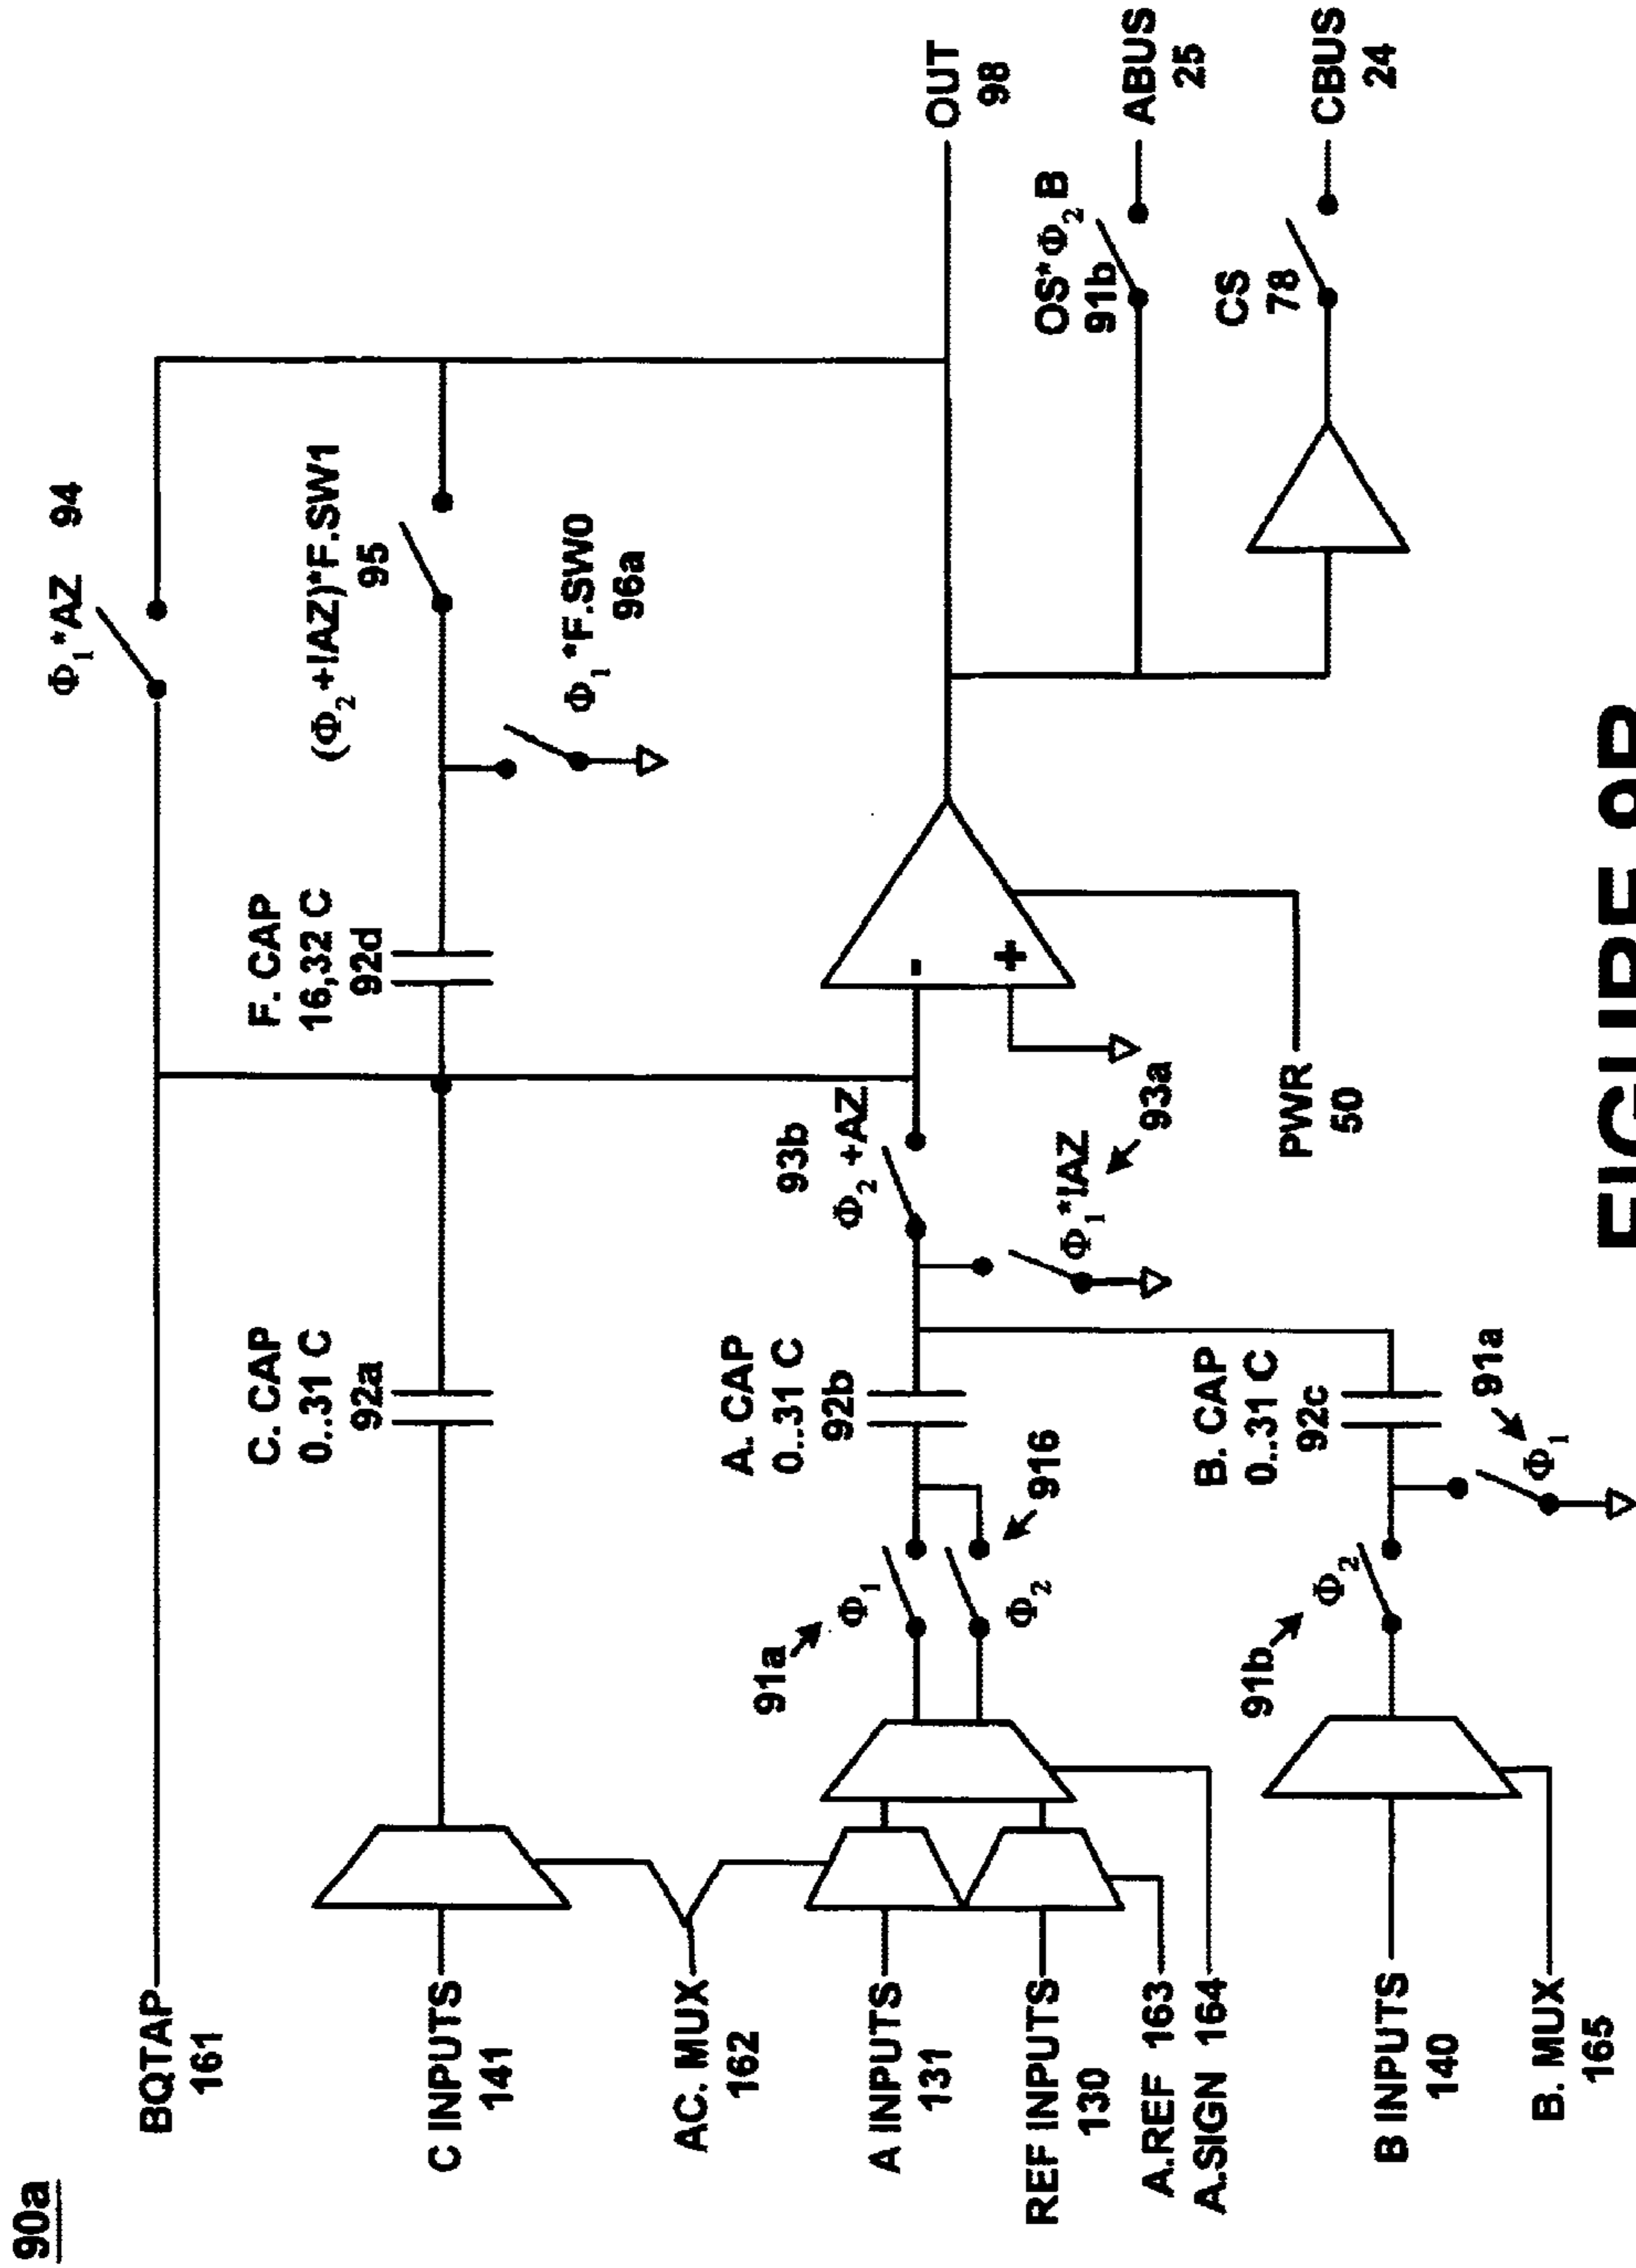 90a
BQTAP
161
C INPUTS
141
AC. MUX
162
A INPUTS
131
REF INPUTS
130
A.REF 163
A.SIGN 164
B INPUTS
140
B. MUX
165
C. CAP
0..31 C
92a
A. CAP
0..31 C
92b
B. CAP
0..31 C
92c
91a
Φ1
Φ2
916
91b
Φ2
91a
Φ1
93b
Φ2 +AZ
Φ1*IAZ
93a
F. CAP
16,32 C
92d
Φ1*AZ 94
(Φ2 +IAZ)*F.SW1
95
Φ1 *F.SW0
96a
-
+
PWR
50
OUT
98
OS*Φ2 B
91b
ABUS
25
CS
78
CBUS
24